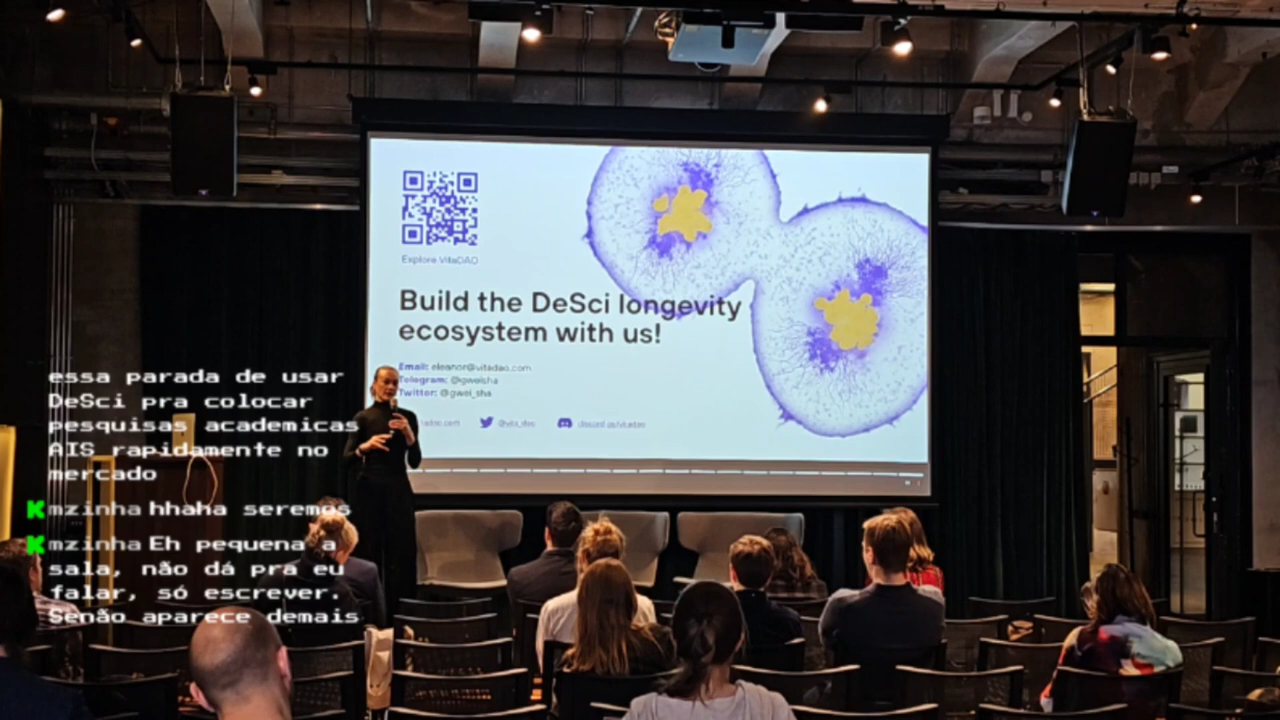 Explore VitaDAO
Build the DeSci longevity
ecosystem with us!
Email: eleanor@vitadao.com
Telegram: @gweisha
Twitter: @gwei_sha
@vita_dao
essa parada de usar
DeSci pra colocar
pesquisas academicas
AIS rapidamente no
mercado
mzinha hhaha seremos
mzinha Eh pequena a
sala, não dá pra eu
falar, só escrever.
Senão aparece demais